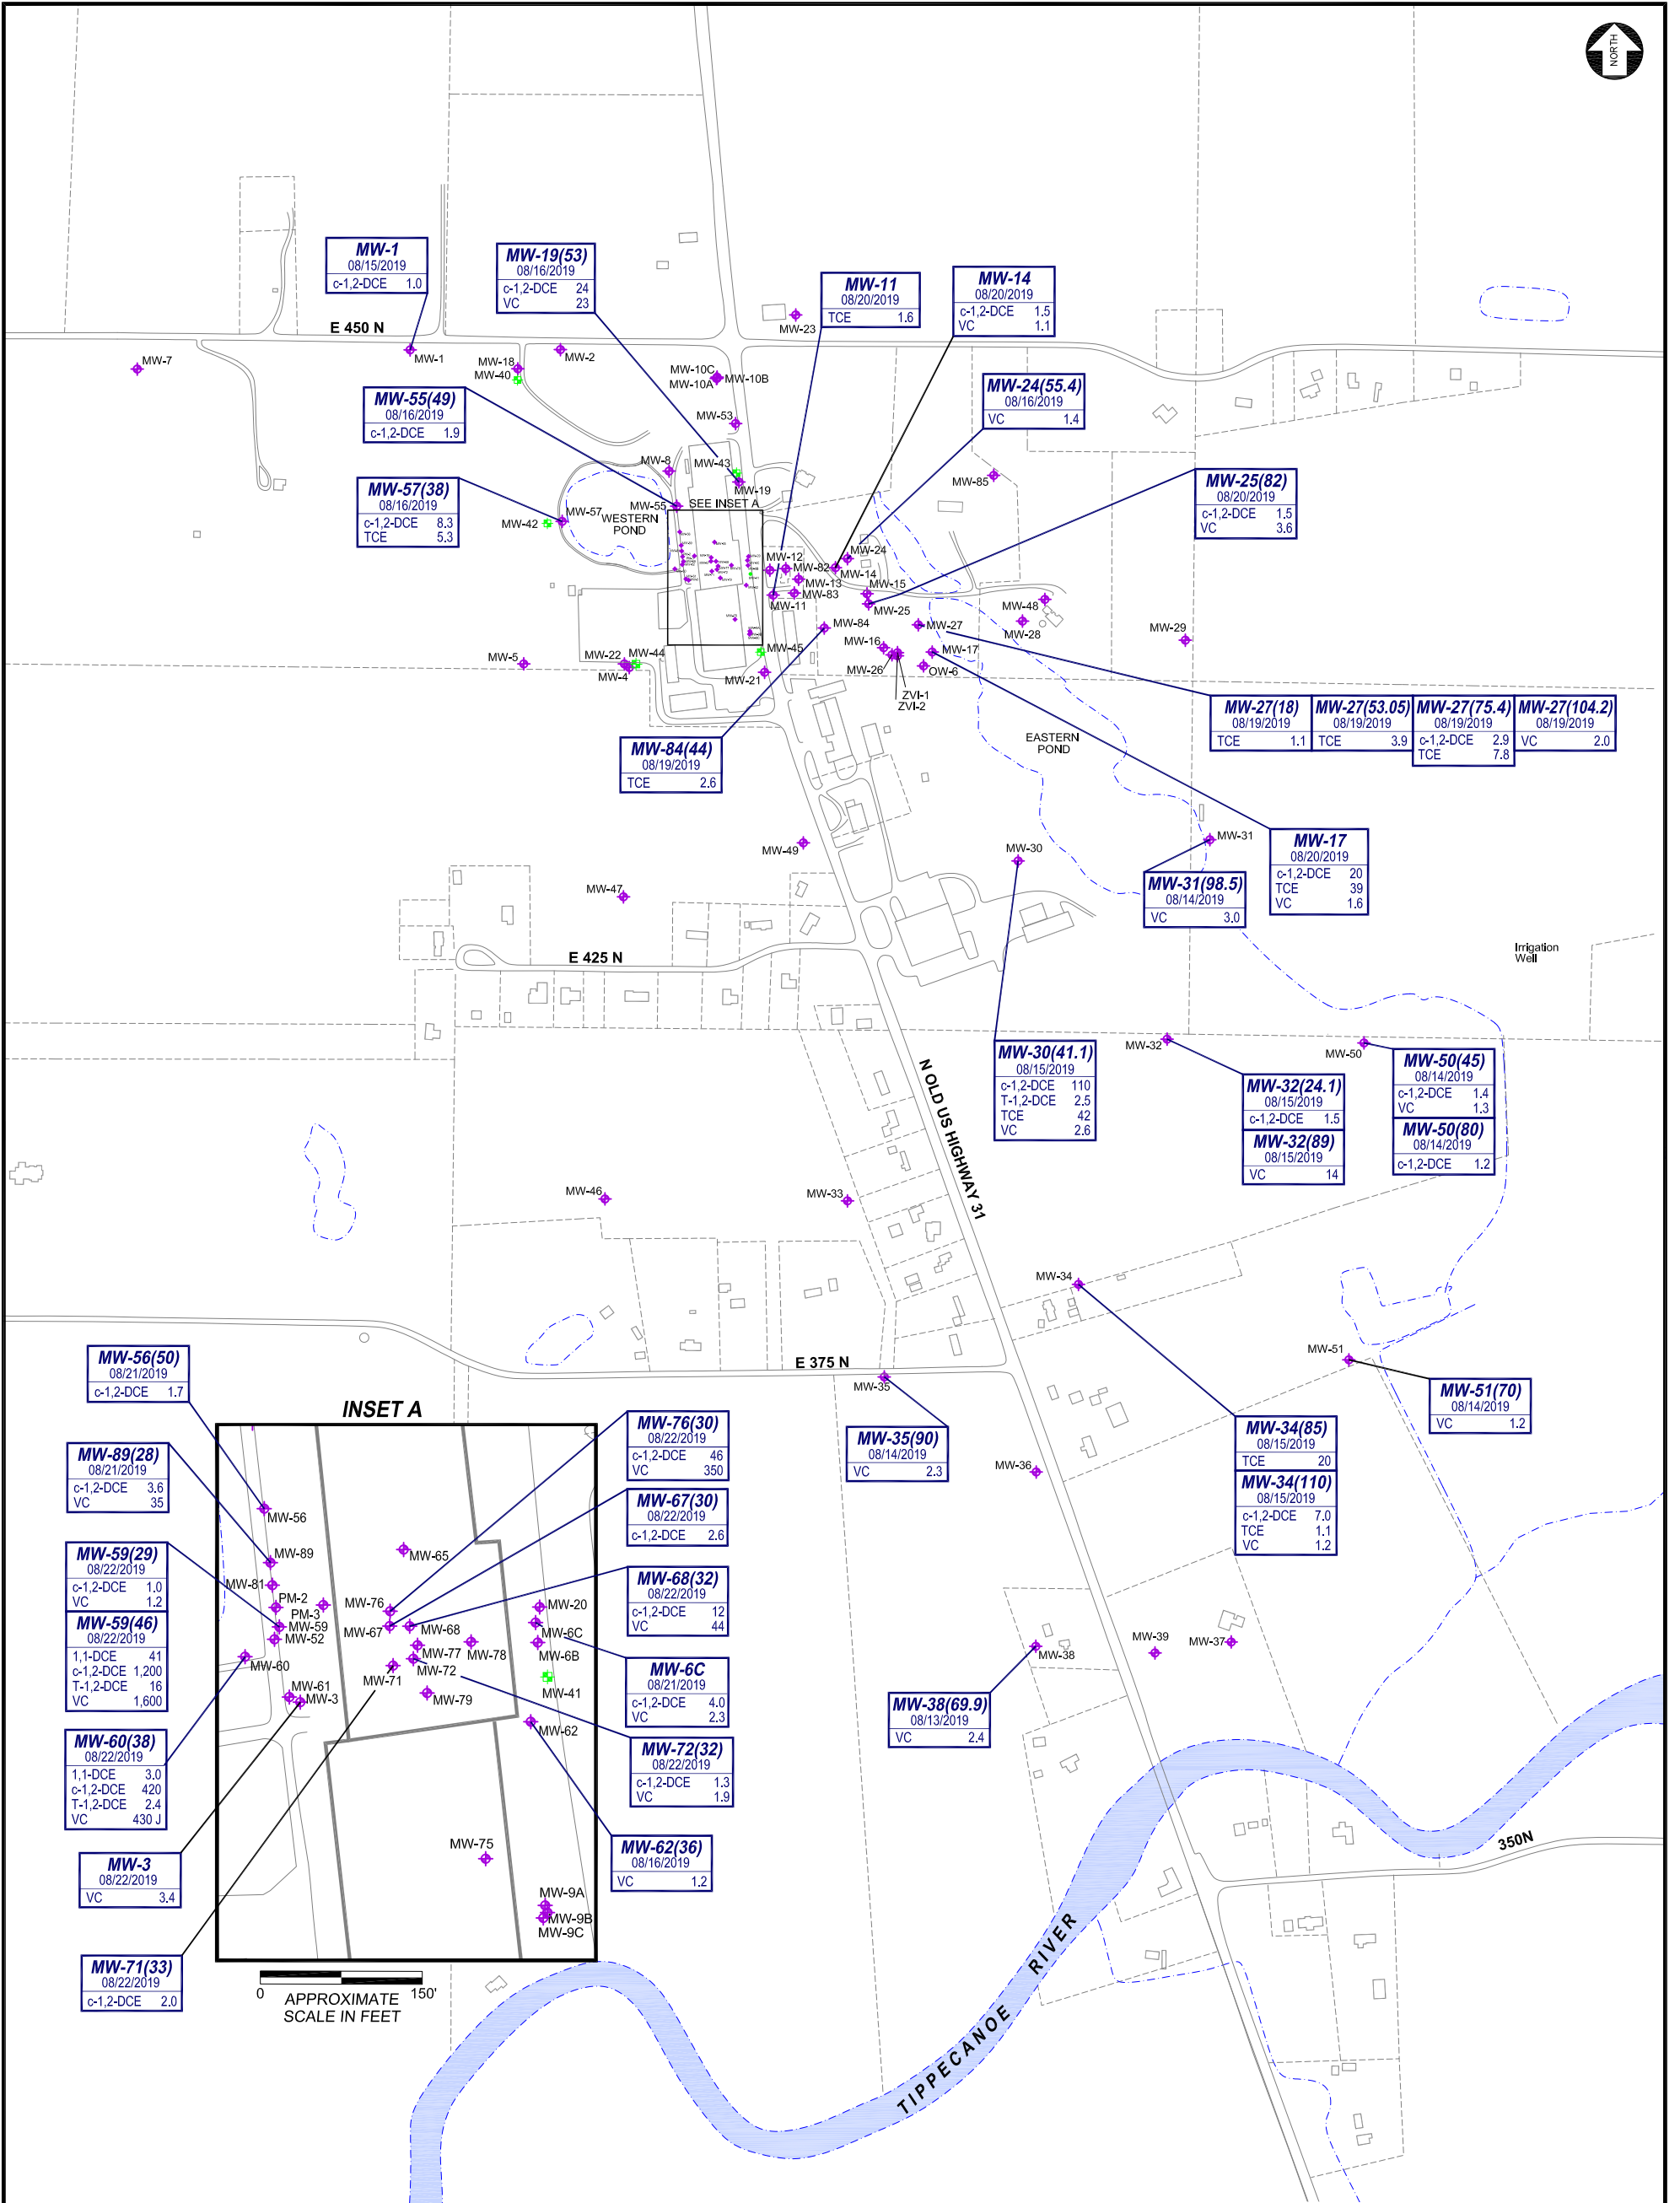 NORTH
MW-1
08/15/2019
c-1,2-DCE 1.0
MW-19(53)
08/16/2019
c-1,2-DCE 24
VC 23
MW-11
08/20/2019
TCE 1.6
MW-14
08/20/2019
c-1,2-DCE 1.5
VC 1.1
MW-23
E 450 N
MW-7
MW-1
MW-2
MW-18
MW-40
MW-10C
MW-10A
MW-10B
MW-24(55.4)
08/16/2019
VC 1.4
MW-55(49)
08/16/2019
c-1,2-DCE 1.9
MW-53
MW-8
MW-43
MW-19
MW-85
MW-25(82)
08/20/2019
c-1,2-DCE 1.5
VC 3.6
MW-57(38)
08/16/2019
c-1,2-DCE 8.3
TCE 5.3
MW-55
SEE INSET A
MW-42
MW-57
WESTERN
POND
MW-12
MW-82
MW-24
MW-14
MW-13
MW-83
MW-11
MW-15
MW-25
MW-48
MW-28
MW-84
MW-27
MW-29
MW-16
MW-17
MW-26
OW-6
MW-5
MW-22
MW-44
MW-4
MW-45
MW-21
ZVI-1
ZVI-2
MW-27(18)
08/19/2019
TCE 1.1
MW-27(53.05)
08/19/2019
TCE 3.9
MW-27(75.4)
08/19/2019
c-1,2-DCE 2.9
TCE 7.8
MW-27(104.2)
08/19/2019
VC 2.0
MW-84(44)
08/19/2019
TCE 2.6
EASTERN
POND
MW-49
MW-30
MW-31
MW-17
08/20/2019
c-1,2-DCE 20
TCE 39
VC 1.6
MW-31(98.5)
08/14/2019
VC 3.0
MW-47
E 425 N
Irrigation
Well
MW-32
MW-50
MW-30(41.1)
08/15/2019
c-1,2-DCE 110
T-1,2-DCE 2.5
TCE 42
VC 2.6
MW-32(24.1)
08/15/2019
c-1,2-DCE 1.5
MW-32(89)
08/15/2019
VC 14
MW-50(45)
08/14/2019
c-1,2-DCE 1.4
VC 1.3
MW-50(80)
08/14/2019
c-1,2-DCE 1.2
N OLD US HIGHWAY 31
MW-46
MW-33
MW-34
MW-51
E 375 N
MW-35
MW-51(70)
08/14/2019
VC 1.2
MW-35(90)
08/14/2019
VC 2.3
MW-34(85)
08/15/2019
TCE 20
MW-34(110)
08/15/2019
c-1,2-DCE 7.0
TCE 1.1
VC 1.2
MW-36
MW-38
MW-39
MW-37
MW-38(69.9)
08/13/2019
VC 2.4
350N
TIPPECANOE RIVER
INSET A
MW-56(50)
08/21/2019
c-1,2-DCE 1.7
MW-89(28)
08/21/2019
c-1,2-DCE 3.6
VC 35
MW-59(29)
08/22/2019
c-1,2-DCE 1.0
VC 1.2
MW-59(46)
08/22/2019
1,1-DCE 41
c-1,2-DCE 1,200
T-1,2-DCE 16
VC 1,600
MW-60(38)
08/22/2019
1,1-DCE 3.0
c-1,2-DCE 420
T-1,2-DCE 2.4
VC 430 J
MW-3
08/22/2019
VC 3.4
MW-71(33)
08/22/2019
c-1,2-DCE 2.0
MW-76(30)
08/22/2019
c-1,2-DCE 46
VC 350
MW-67(30)
08/22/2019
c-1,2-DCE 2.6
MW-68(32)
08/22/2019
c-1,2-DCE 12
VC 44
MW-6C
08/21/2019
c-1,2-DCE 4.0
VC 2.3
MW-72(32)
08/22/2019
c-1,2-DCE 1.3
VC 1.9
MW-62(36)
08/16/2019
VC 1.2
MW-56
MW-89
MW-65
MW-81
PM-2
PM-3
MW-59
MW-52
MW-60
MW-61
MW-3
MW-76
MW-67
MW-68
MW-77
MW-78
MW-72
MW-71
MW-79
MW-20
MW-6C
MW-6B
MW-41
MW-62
MW-75
MW-9A
MW-9B
MW-9C
0 150'
APPROXIMATE
SCALE IN FEET